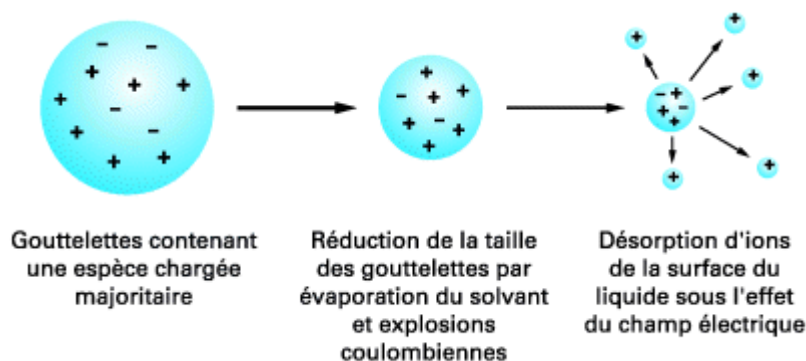 Gouttelettes contenant
une espèce chargée
majoritaire
Réduction de la taille
des gouttelettes par
évaporation du solvant
et explosions
coulombiennes
Désorption d'ions
de la surface du
liquide sous l'effet
du champ électrique